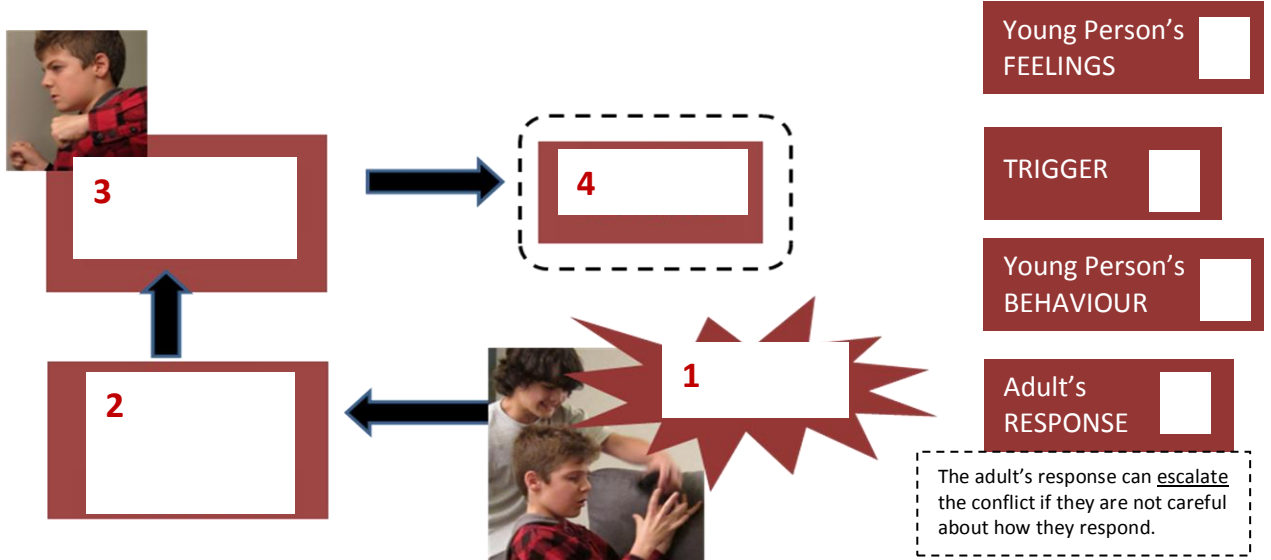 3
4
2
1
Young Person's
FEELINGS
TRIGGER
Young Person's
BEHAVIOUR
Adult's
RESPONSE
The adult's response can escalate
the conflict if they are not careful
about how they respond.